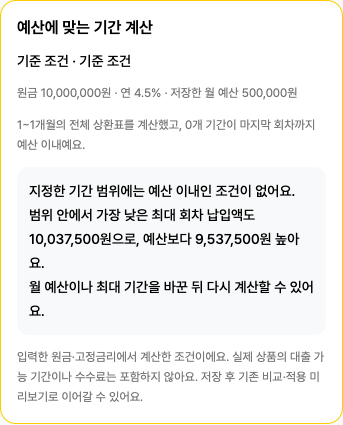 예산에 맞는 기간 계산
기준 조건 · 기준 조건
원금 10,000,000원 · 연 4.5% · 저장한 월 예산 500,000원
1~1개월의 전체 상환표를 계산했고, 0개 기간이 마지막 회차까지
예산 이내예요.
지정한 기간 범위에는 예산 이내인 조건이 없어요.
범위 안에서 가장 낮은 최대 회차 납입액도
10,037,500원으로, 예산보다 9,537,500원 높아
요.
월 예산이나 최대 기간을 바꾼 뒤 다시 계산할 수 있어
요.
입력한 원금·고정금리에서 계산한 조건이에요. 실제 상품의 대출 가
능 기간이나 수수료는 포함하지 않아요. 저장 후 기존 비교·적용 미
리보기로 이어갈 수 있어요.